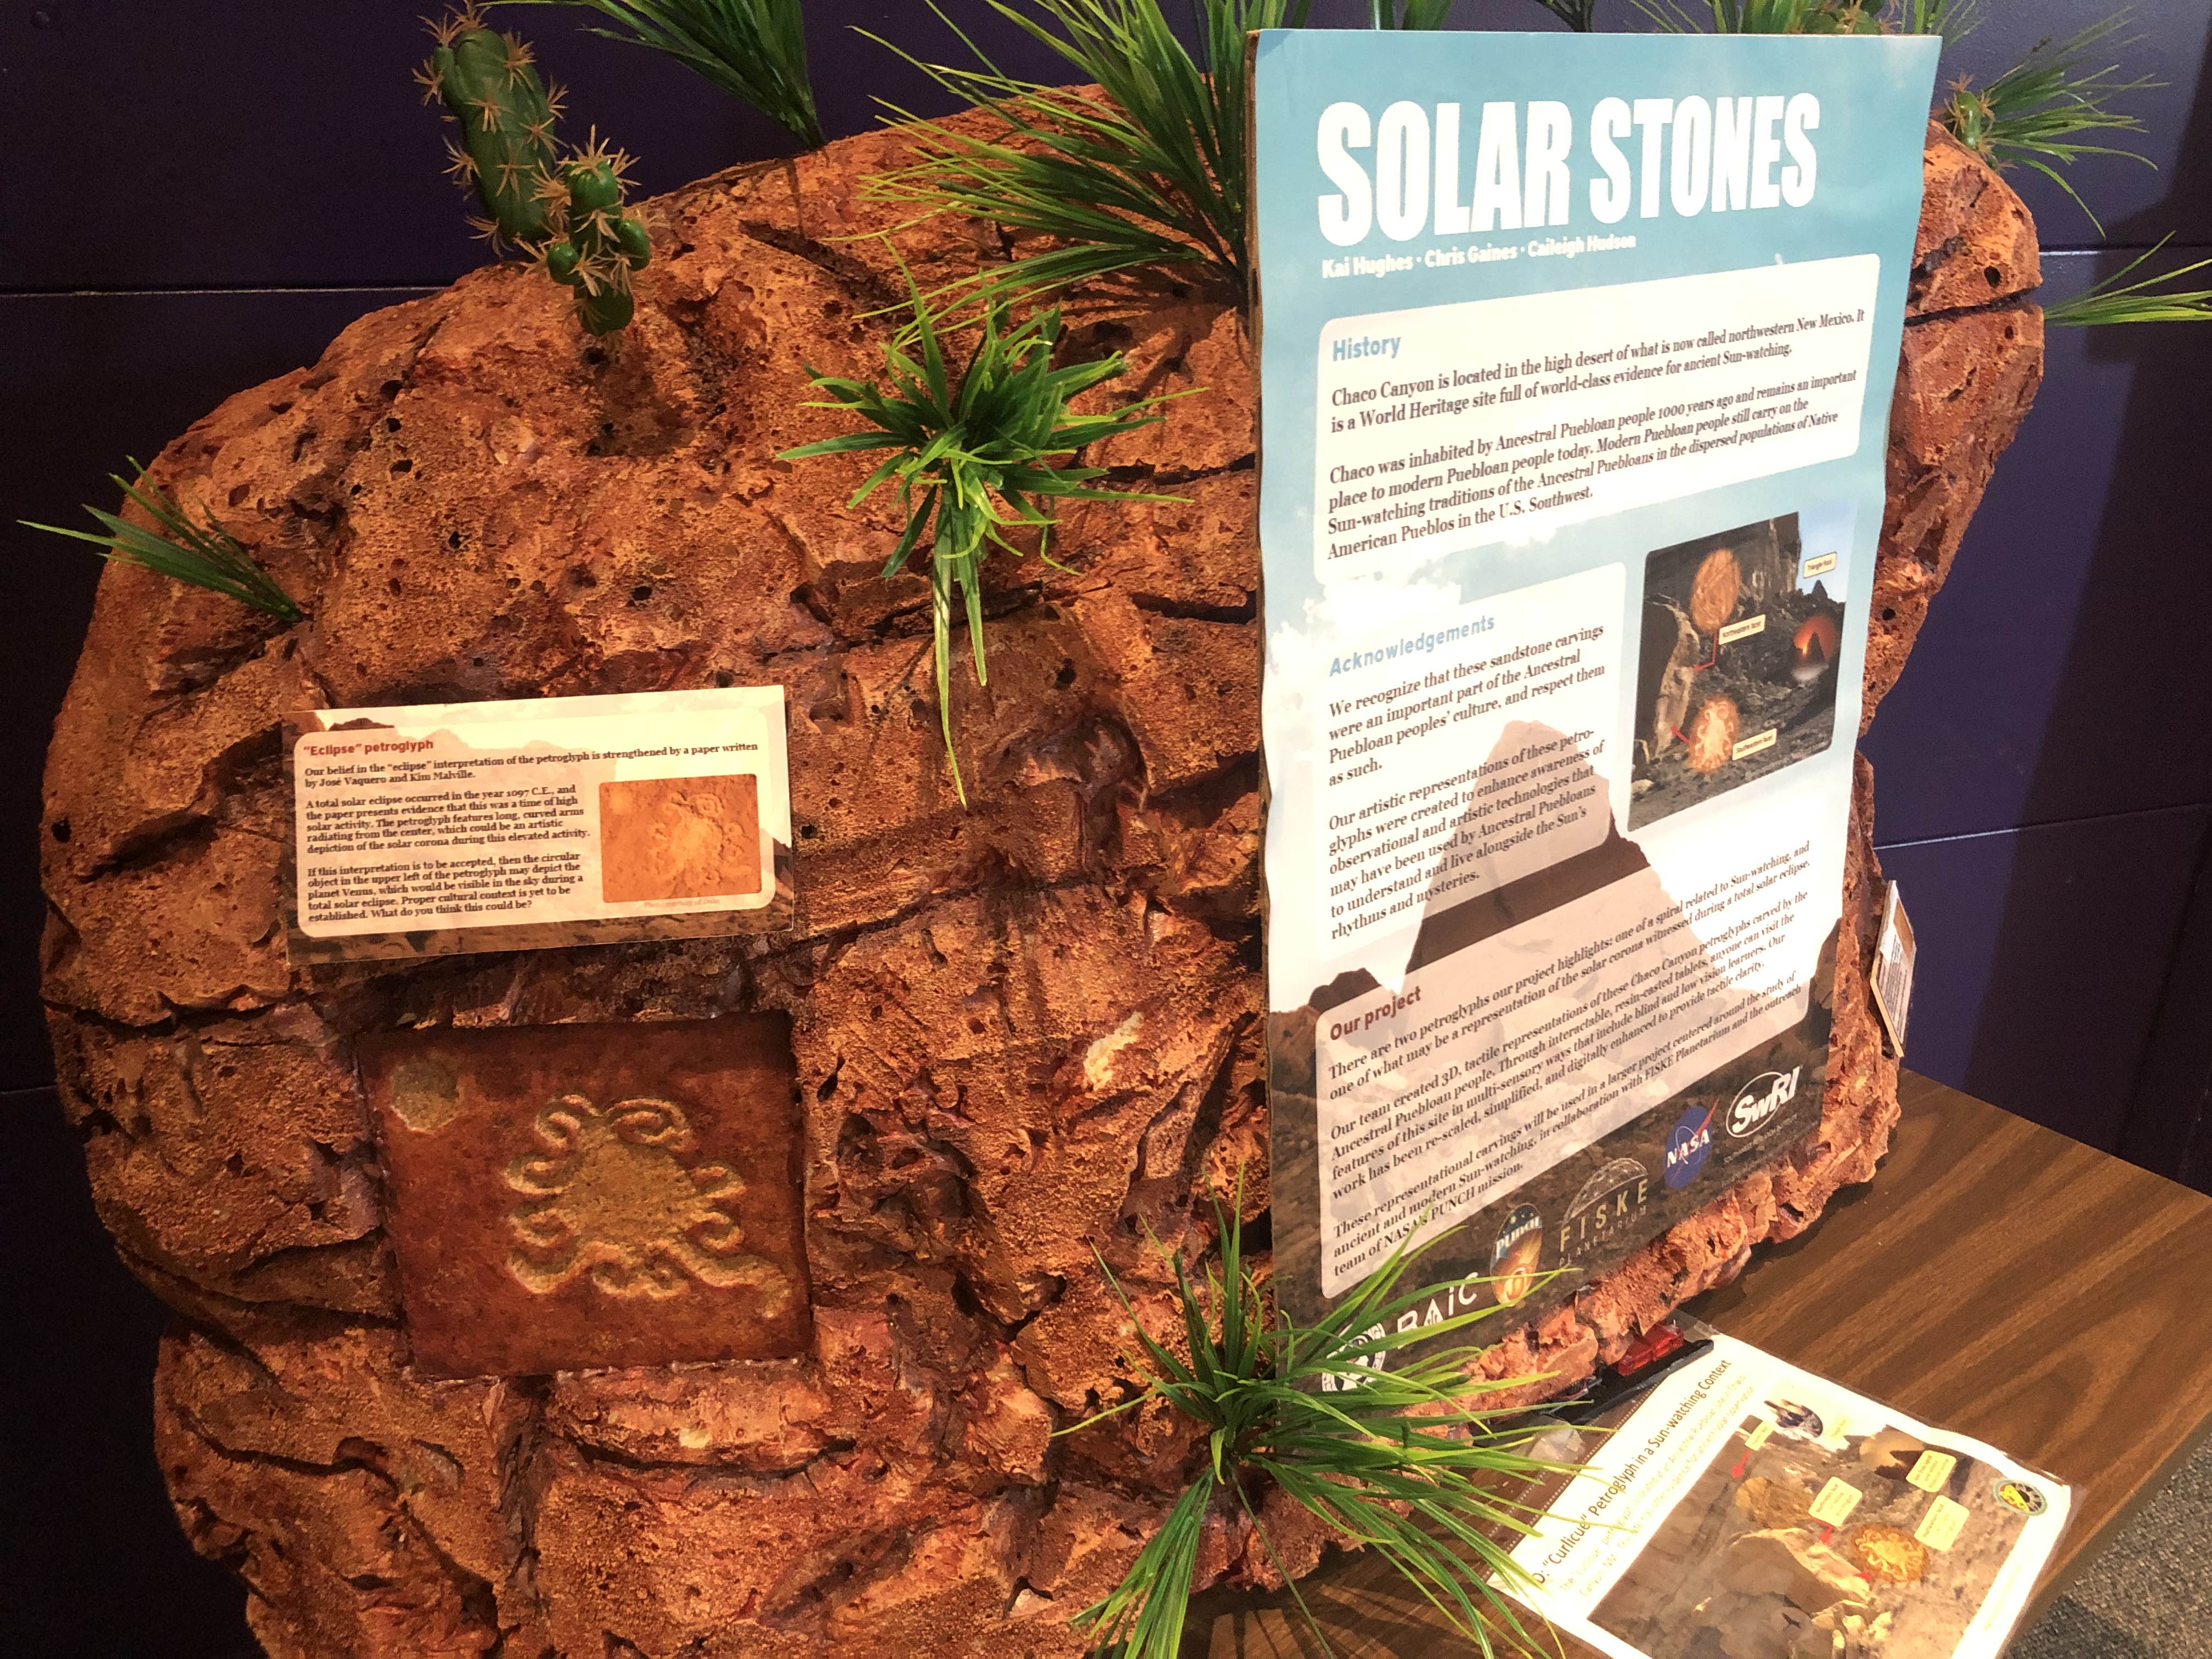 SOLAR STONES
Kai Hughes · Chris Gaines · Caileigh Hudson
History
Chaco Canyon is located in the high desert of what is now called northwestern New Mexico. It
is a World Heritage site full of world-class evidence for ancient Sun-watching.
Chaco was inhabited by Ancestral Puebloan people 1000 years ago and remains an important
place to modern Puebloan people today. Modern Puebloan people still carry on the
Sun-watching traditions of the Ancestral Puebloans in the dispersed populations of Native
American Pueblos in the U.S. Southwest.
Acknowledgements
We recognize that these sandstone carvings
were an important part of the Ancestral
Puebloan peoples' culture, and respect them
as such.
Our artistic representations of these petro-
glyphs were created to enhance awareness of
observational and artistic technologies that
may have been used by Ancestral Puebloans
to understand and live alongside the Sun's
rhythms and mysteries.
Our project
There are two petroglyphs our project highlights: one of a spiral related to Sun-watching, and
one of what may be a representation of the solar corona witnessed during a total solar eclipse.
Our team created 3D, tactile representations of these Chaco Canyon petroglyphs carved by the
Ancestral Puebloan people. Through interactable, resin-casted tablets, anyone can visit the
features of this site in multi-sensory ways that include blind and low vision learners. Our
work has been re-scaled, simplified, and digitally enhanced to provide tactile clarity.
These representational carvings will be used in a larger project centered around the study of
ancient and modern Sun-watching, in collaboration with FISKE Planetarium and the outreach
team of NASA's PUNCH mission.
BAIC
PUNCH
FISKE
PLANETARIUM
NASA
SwRI
"Eclipse" petroglyph
Our belief in the "eclipse" interpretation of the petroglyph is strengthened by a paper written
by José Vaquero and Kim Malville.
A total solar eclipse occurred in the year 1097 C.E., and
the paper presents evidence that this was a time of high
solar activity. The petroglyph features long, curved arms
radiating from the center, which could be an artistic
depiction of the solar corona during this elevated activity.
If this interpretation is to be accepted, then the circular
object in the upper left of the petroglyph may depict the
planet Venus, which would be visible in the sky during a
total solar eclipse. Proper cultural context is yet to be
established. What do you think this could be?
D: "Curlicue" Petroglyph in a Sun-watching Context